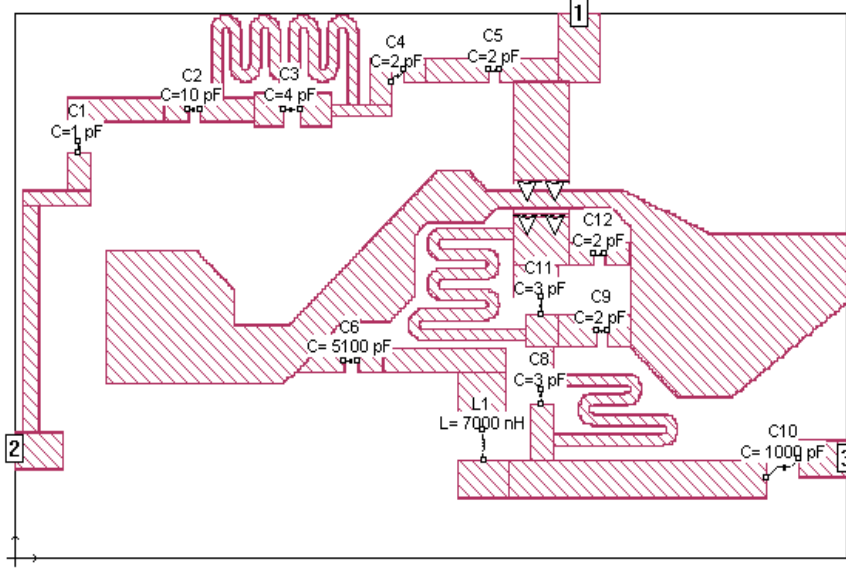 1
C5
C=2 pF
C4
C=2 pF
C3
C=4 pF
C2
C=10 pF
C1
C=1 pF
C12
C=2 pF
C11
C=3 pF
C9
C=2 pF
C6
C= 5100 pF
C8
C=3 pF
L1
L= 7000 nH
C10
C= 1000 pF
2
3